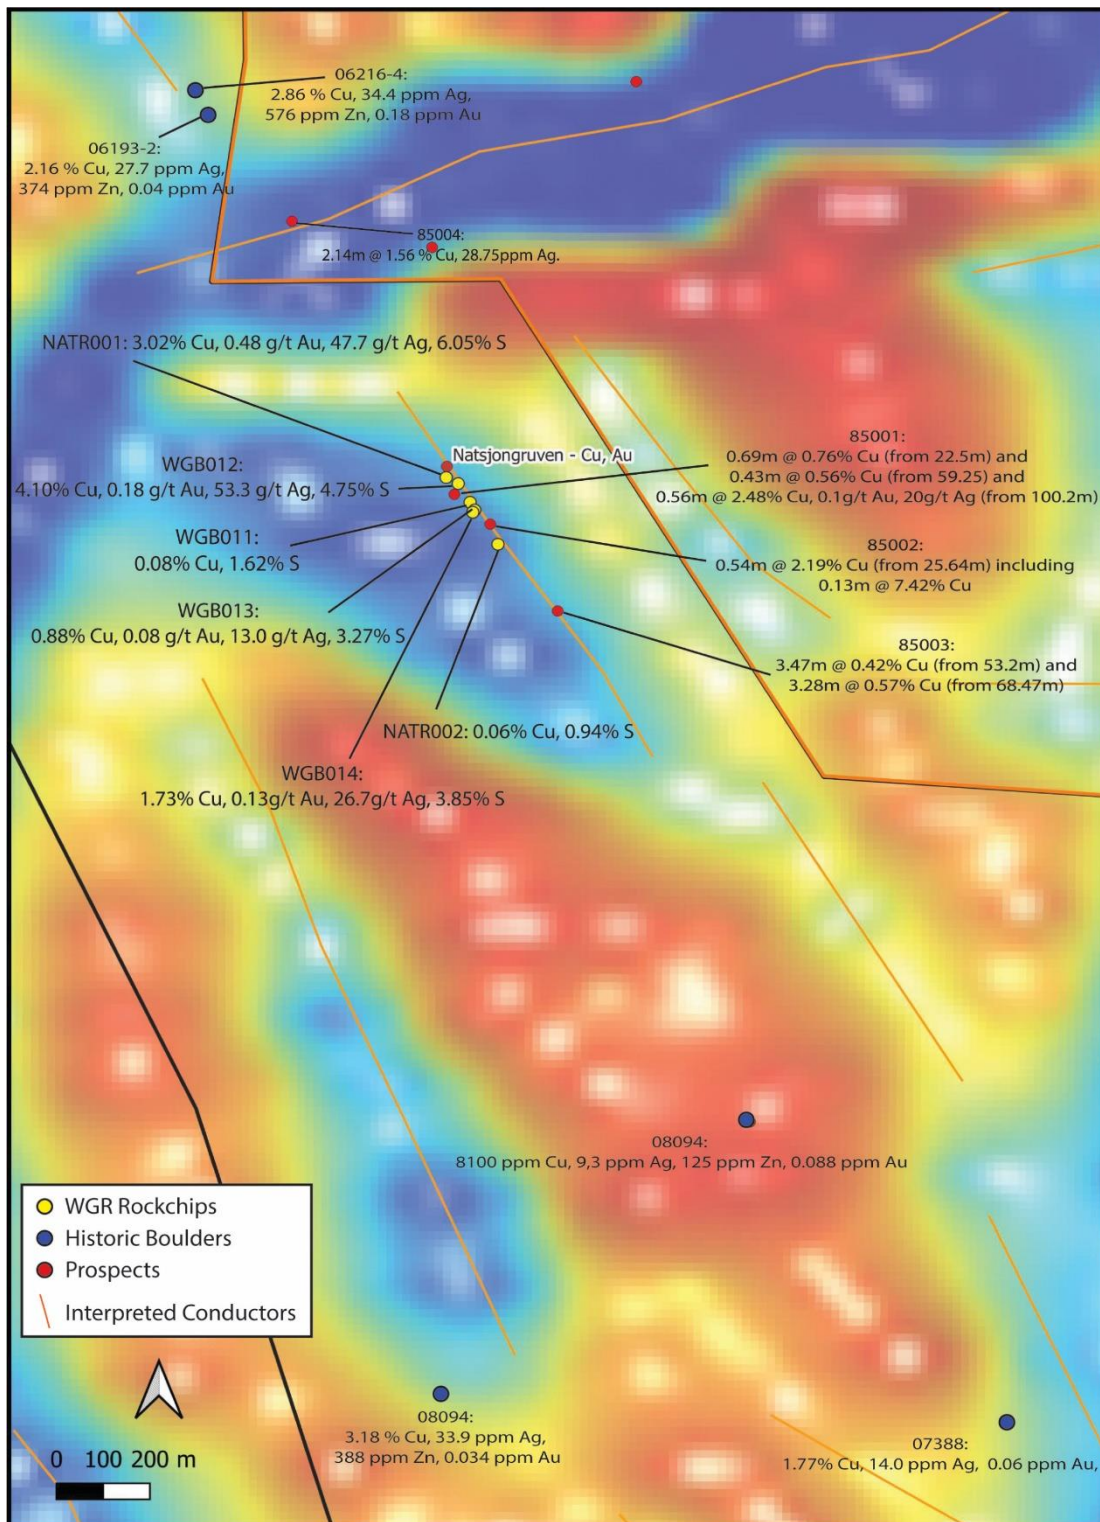 06216-4:
2.86 % Cu, 34.4 ppm Ag,
576 ppm Zn, 0.18 ppm Au
06193-2:
2.16 % Cu, 27.7 ppm Ag,
374 ppm Zn, 0.04 ppm Au
85004:
2.14m @ 1.56 % Cu, 28.75ppm Ag.
NATR001: 3.02% Cu, 0.48 g/t Au, 47.7 g/t Ag, 6.05% S
Natsjongruven - Cu, Au
WGB012:
4.10% Cu, 0.18 g/t Au, 53.3 g/t Ag, 4.75% S
85001:
0.69m @ 0.76% Cu (from 22.5m) and
0.43m @ 0.56% Cu (from 59.25) and
0.56m @ 2.48% Cu, 0.1g/t Au, 20g/t Ag (from 100.2m)
WGB011:
0.08% Cu, 1.62% S
85002:
0.54m @ 2.19% Cu (from 25.64m) including
0.13m @ 7.42% Cu
WGB013:
0.88% Cu, 0.08 g/t Au, 13.0 g/t Ag, 3.27% S
85003:
3.47m @ 0.42% Cu (from 53.2m) and
3.28m @ 0.57% Cu (from 68.47m)
NATR002: 0.06% Cu, 0.94% S
WGB014:
1.73% Cu, 0.13g/t Au, 26.7g/t Ag, 3.85% S
08094:
8100 ppm Cu, 9,3 ppm Ag, 125 ppm Zn, 0.088 ppm Au
WGR Rockchips
Historic Boulders
Prospects
Interpreted Conductors
0 100 200 m
08094:
3.18 % Cu, 33.9 ppm Ag,
388 ppm Zn, 0.034 ppm Au
07388:
1.77% Cu, 14.0 ppm Ag, 0.06 ppm Au,